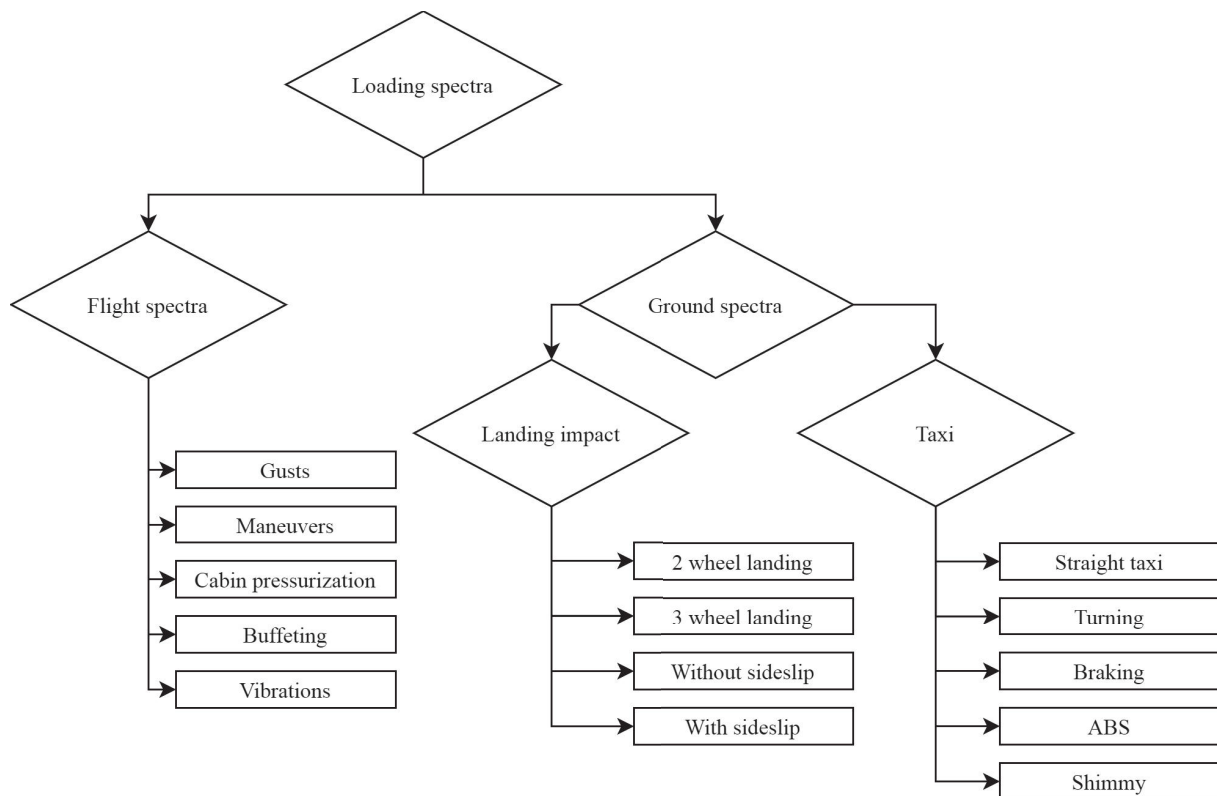 Loading spectra
Flight spectra
Ground spectra
Landing impact
Taxi
Gusts
Maneuvers
Cabin pressurization
Buffeting
Vibrations
2 wheel landing
3 wheel landing
Without sideslip
With sideslip
Straight taxi
Turning
Braking
ABS
Shimmy